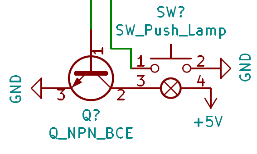 SW?
SW_Push_Lamp
1
1 2
GND
GND
3 4
3 2
Q?
Q_NPN_BCE
+5V